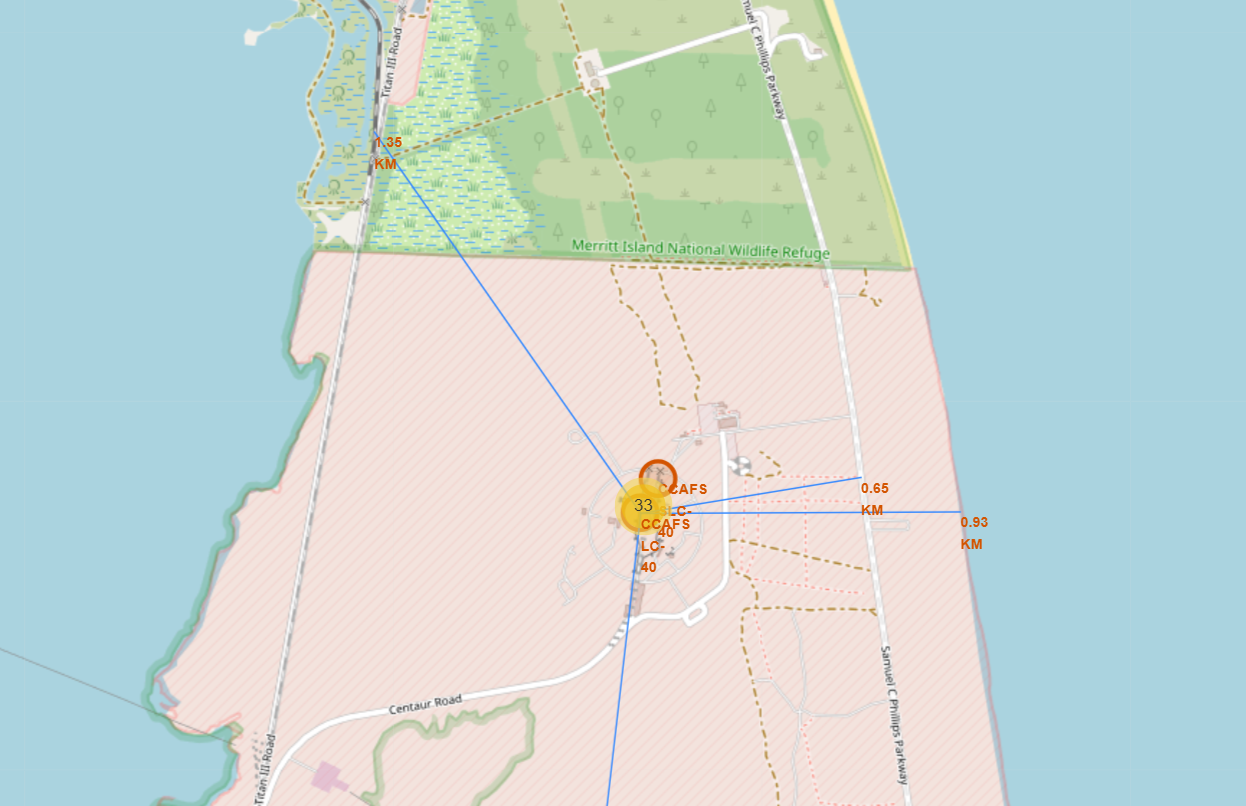 Titan III Road
muel C Phillips Parkway
1.35
KM
Merritt Island National Wildlife Refuge
CCAFS
0.65
33
SLC-
KM
CCAFS
0.93
40
LC-
KM
40
Centaur Road
Samuel C Phillips Parkway
Titan III Road